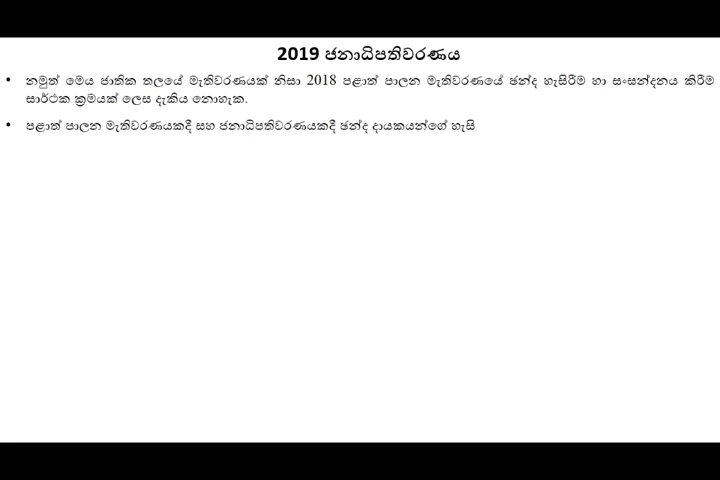 2019 ජනාධිපතිවරණය
• නමුත් මෙය ජාතික තලයේ මැතිවරණයක් නිසා 2018 පළාත් පාලන මැතිවරණයේ ඡන්ද හැසිරීම හා සංසන්දනය කිරීම
සාර්ථක ක්‍රමයක් ලෙස දැකිය නොහැක.
• පළාත් පාලන මැතිවරණයකදී සහ ජනාධිපතිවරණයකදී ඡන්ද දායකයන්ගේ හැසි